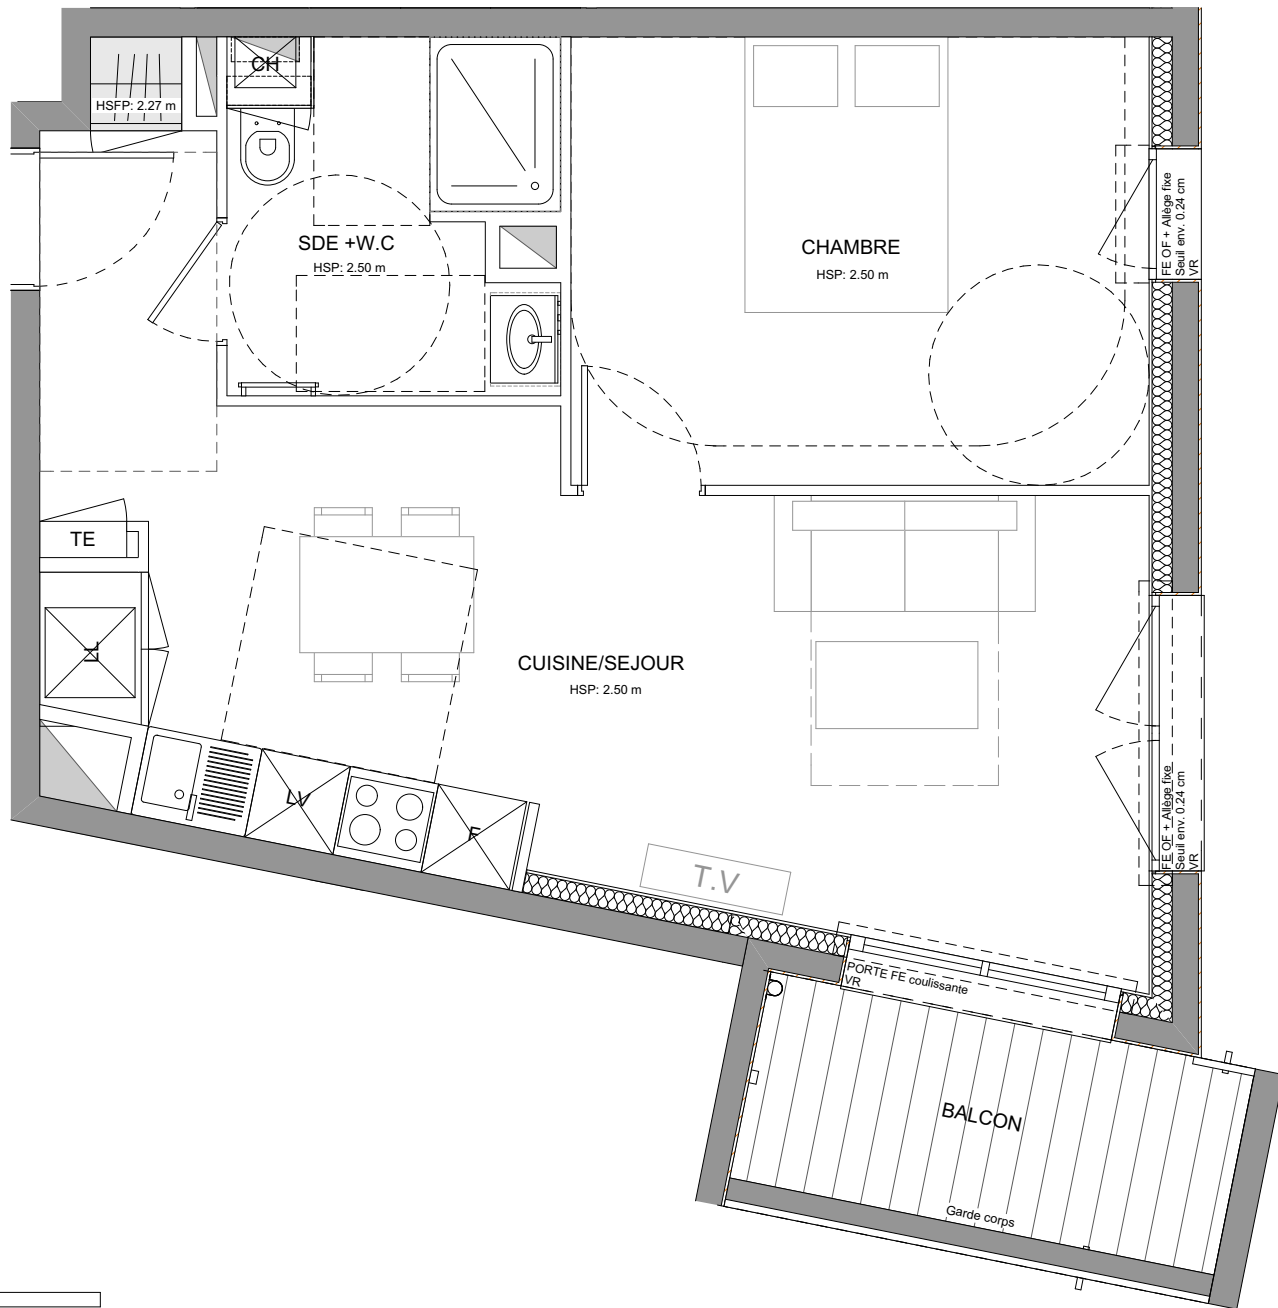 CH
HSFP: 2.27 m
SDE +W.C
HSP: 2.50 m
CHAMBRE
HSP: 2.50 m
FE OF + Allège fixe
Seuil env. 0.24 cm
VR
TE
LL
CUISINE/SEJOUR
HSP: 2.50 m
LV
F
T.V
FE OF + Allège fixe
Seuil env. 0.24 cm
VR
PORTE FE coulissante
VR
BALCON
Garde corps